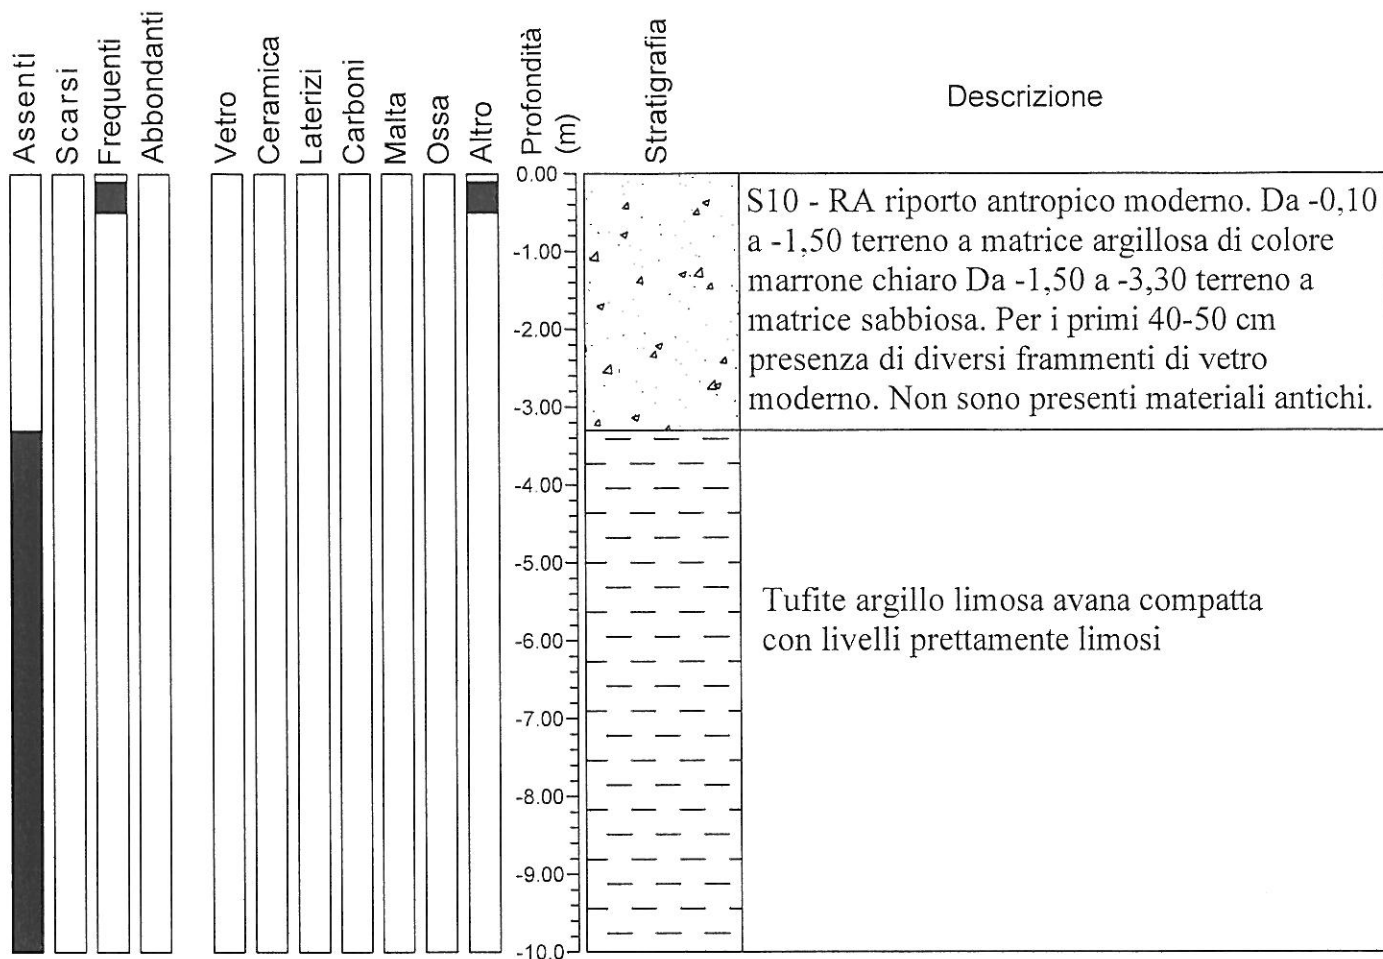 Assenti
Scarsi
Frequenti
Abbondanti
Vetro
Ceramica
Laterizi
Carboni
Malta
Ossa
Altro
Profondità
(m)
Stratigrafia
Descrizione
0.00
-1.00
-2.00
-3.00
-4.00
-5.00
-6.00
-7.00
-8.00
-9.00
-10.0
S10 - RA riporto antropico moderno. Da -0,10
a -1,50 terreno a matrice argillosa di colore
marrone chiaro Da -1,50 a -3,30 terreno a
matrice sabbiosa. Per i primi 40-50 cm
presenza di diversi frammenti di vetro
moderno. Non sono presenti materiali antichi.
Tufite argillo limosa avana compatta
con livelli prettamente limosi